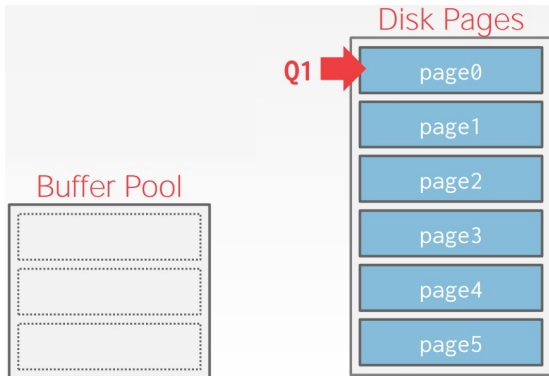 Disk Pages
Q1
page0
page1
page2
Buffer Pool
page3
page4
page5